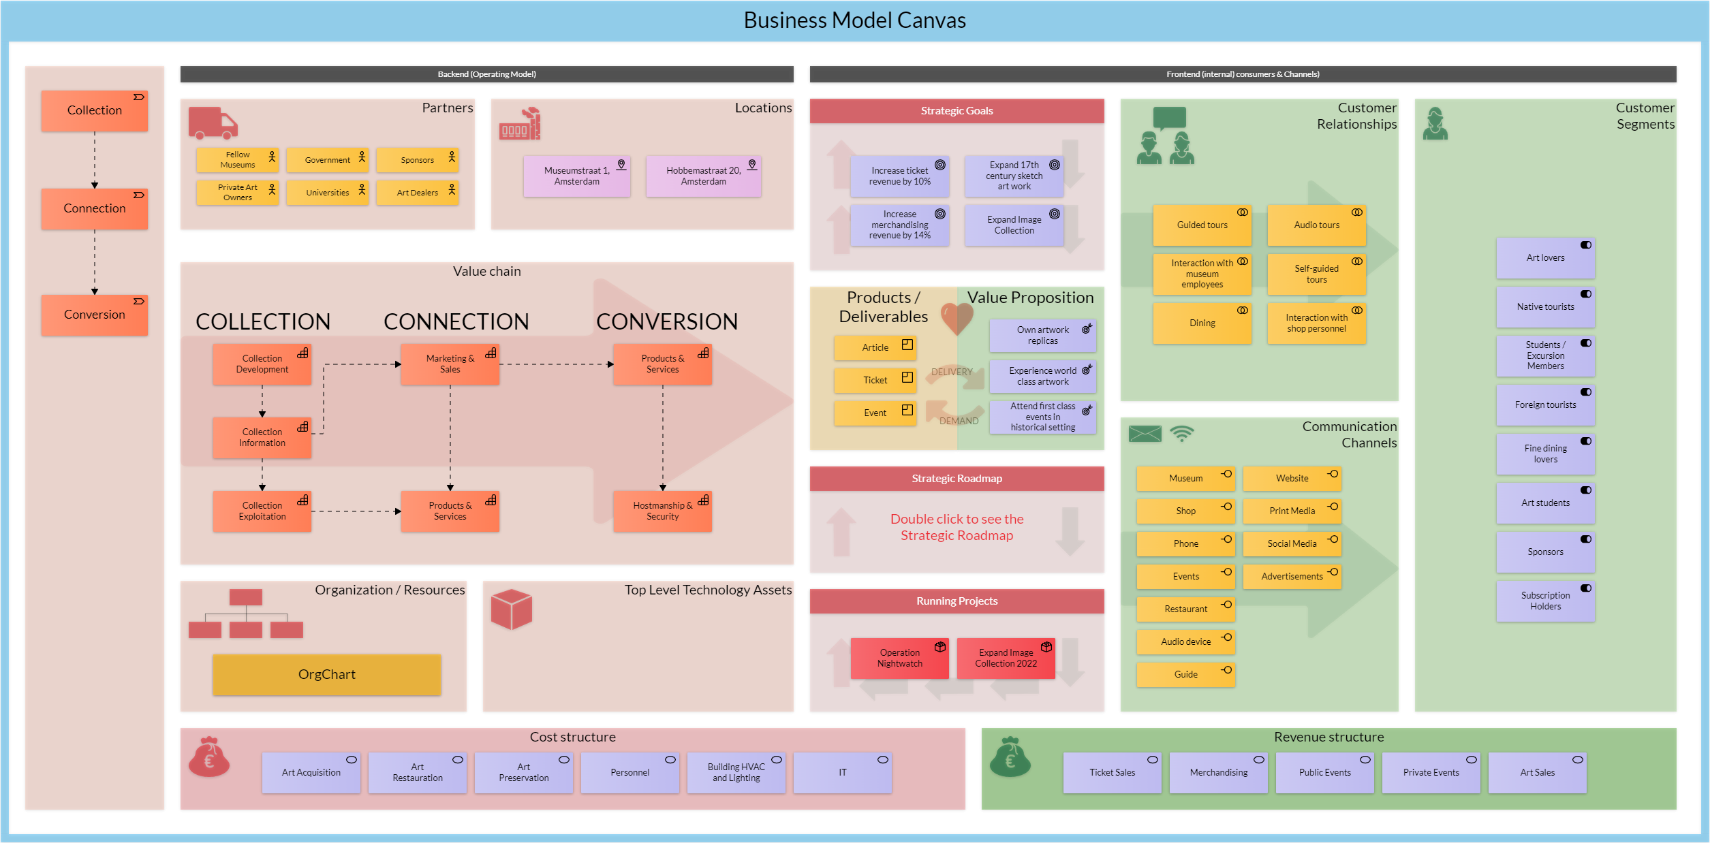 Business Model Canvas
Collection
Connection
Conversion
Backend (Operating Model)
Partners
Fellow
Museums
Government
Sponsors
Private Art
Owners
Universities
Art Dealers
Locations
Museumstraat 1,
Amsterdam
Hobbemastraat 20,
Amsterdam
Value chain
COLLECTION
CONNECTION
CONVERSION
Collection
Development
Marketing &
Sales
Products &
Services
Collection
Information
Collection
Exploitation
Products &
Services
Hostmanship &
Security
Organization / Resources
OrgChart
Top Level Technology Assets
Frontend (internal) consumers & Channels)
Strategic Goals
Increase ticket
revenue by 10%
Expand 17th
century sketch
art work
Increase
merchandising
revenue by 14%
Expand Image
Collection
Products /
Deliverables
Article
Ticket
Event
DELIVERY
DEMAND
Value Proposition
Own artwork
replicas
Experience world
class artwork
Attend first class
events in
historical setting
Strategic Roadmap
Double click to see the
Strategic Roadmap
Running Projects
Operation
Nightwatch
Expand Image
Collection 2022
Customer
Relationships
Guided tours
Audio tours
Interaction with
museum
employees
Self-guided
tours
Dining
Interaction with
shop personnel
Communication
Channels
Museum
Website
Shop
Print Media
Phone
Social Media
Events
Advertisements
Restaurant
Audio device
Guide
Customer
Segments
Art lovers
Native tourists
Students /
Excursion
Members
Foreign tourists
Fine dining
lovers
Art students
Sponsors
Subscription
Holders
Cost structure
€
Art Acquisition
Art
Restauration
Art
Preservation
Personnel
Building HVAC
and Lighting
IT
Revenue structure
€
Ticket Sales
Merchandising
Public Events
Private Events
Art Sales